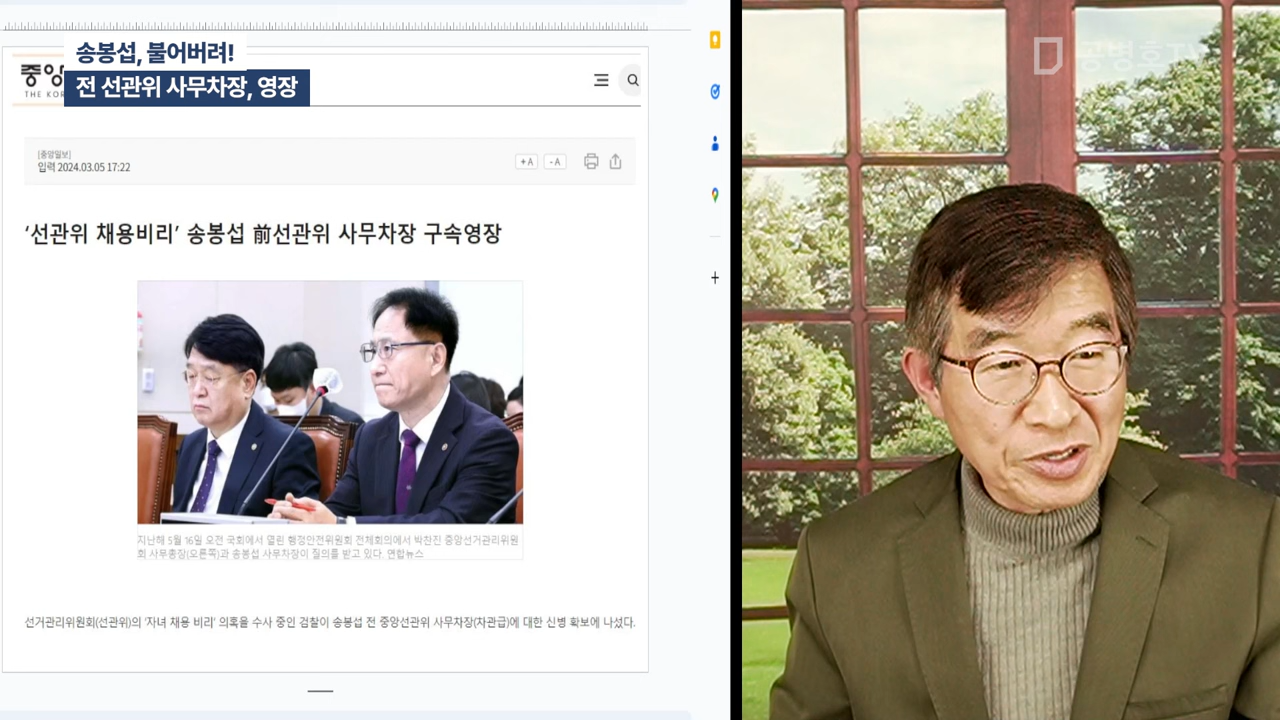 송봉섭, 불어버려!
전 선관위 사무차장, 영장
중앙
THE KOR
공병호TV
[중앙일보]
입력 2024.03.05 17:22
+A
-A
‘선관위 채용비리’ 송봉섭 前선관위 사무차장 구속영장
지난해 5월 16일 오전 국회에서 열린 행정안전위원회 전체회의에서 박찬진 중앙선거관리위원
회 사무총장(오른쪽)과 송봉섭 사무차장이 질의를 받고 있다. 연합뉴스
선거관리위원회(선관위)의 '자녀 채용 비리' 의혹을 수사 중인 검찰이 송봉섭 전 중앙선관위 사무차장(차관급)에 대한 신병 확보에 나섰다.